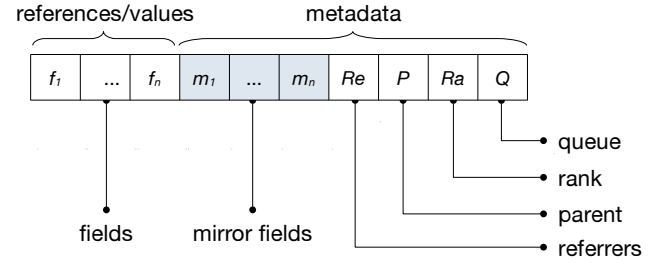 references/values metadata
f₁ ... fₙ m₁ ... mₙ Re P Ra Q
queue
rank
parent
fields mirror fields
referrers